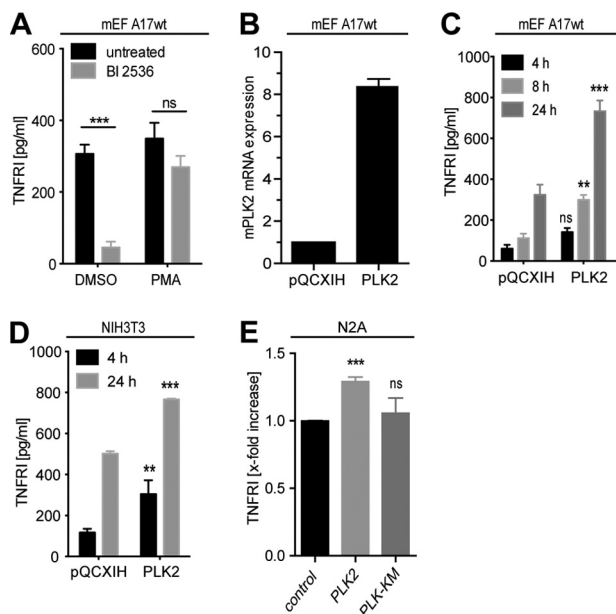 A
mEF A17wt
untreated
BI 2536
TNFRI [pg/ml]
600
400
200
0
***
ns
DMSO
PMA
B
mEF A17wt
mPLK2 mRNA expression
10
8
6
4
2
0
pQCXIH
PLK2
C
mEF A17wt
4 h
8 h
24 h
TNFRI [pg/ml]
1000
800
600
400
200
0
ns
**
***
pQCXIH
PLK2
D
NIH3T3
4 h
24 h
TNFRI [pg/ml]
1000
800
600
400
200
0
**
***
pQCXIH
PLK2
E
N2A
TNFRI [x-fold increase]
1.5
1.0
0.5
0.0
***
ns
control
PLK2
PLK-KM